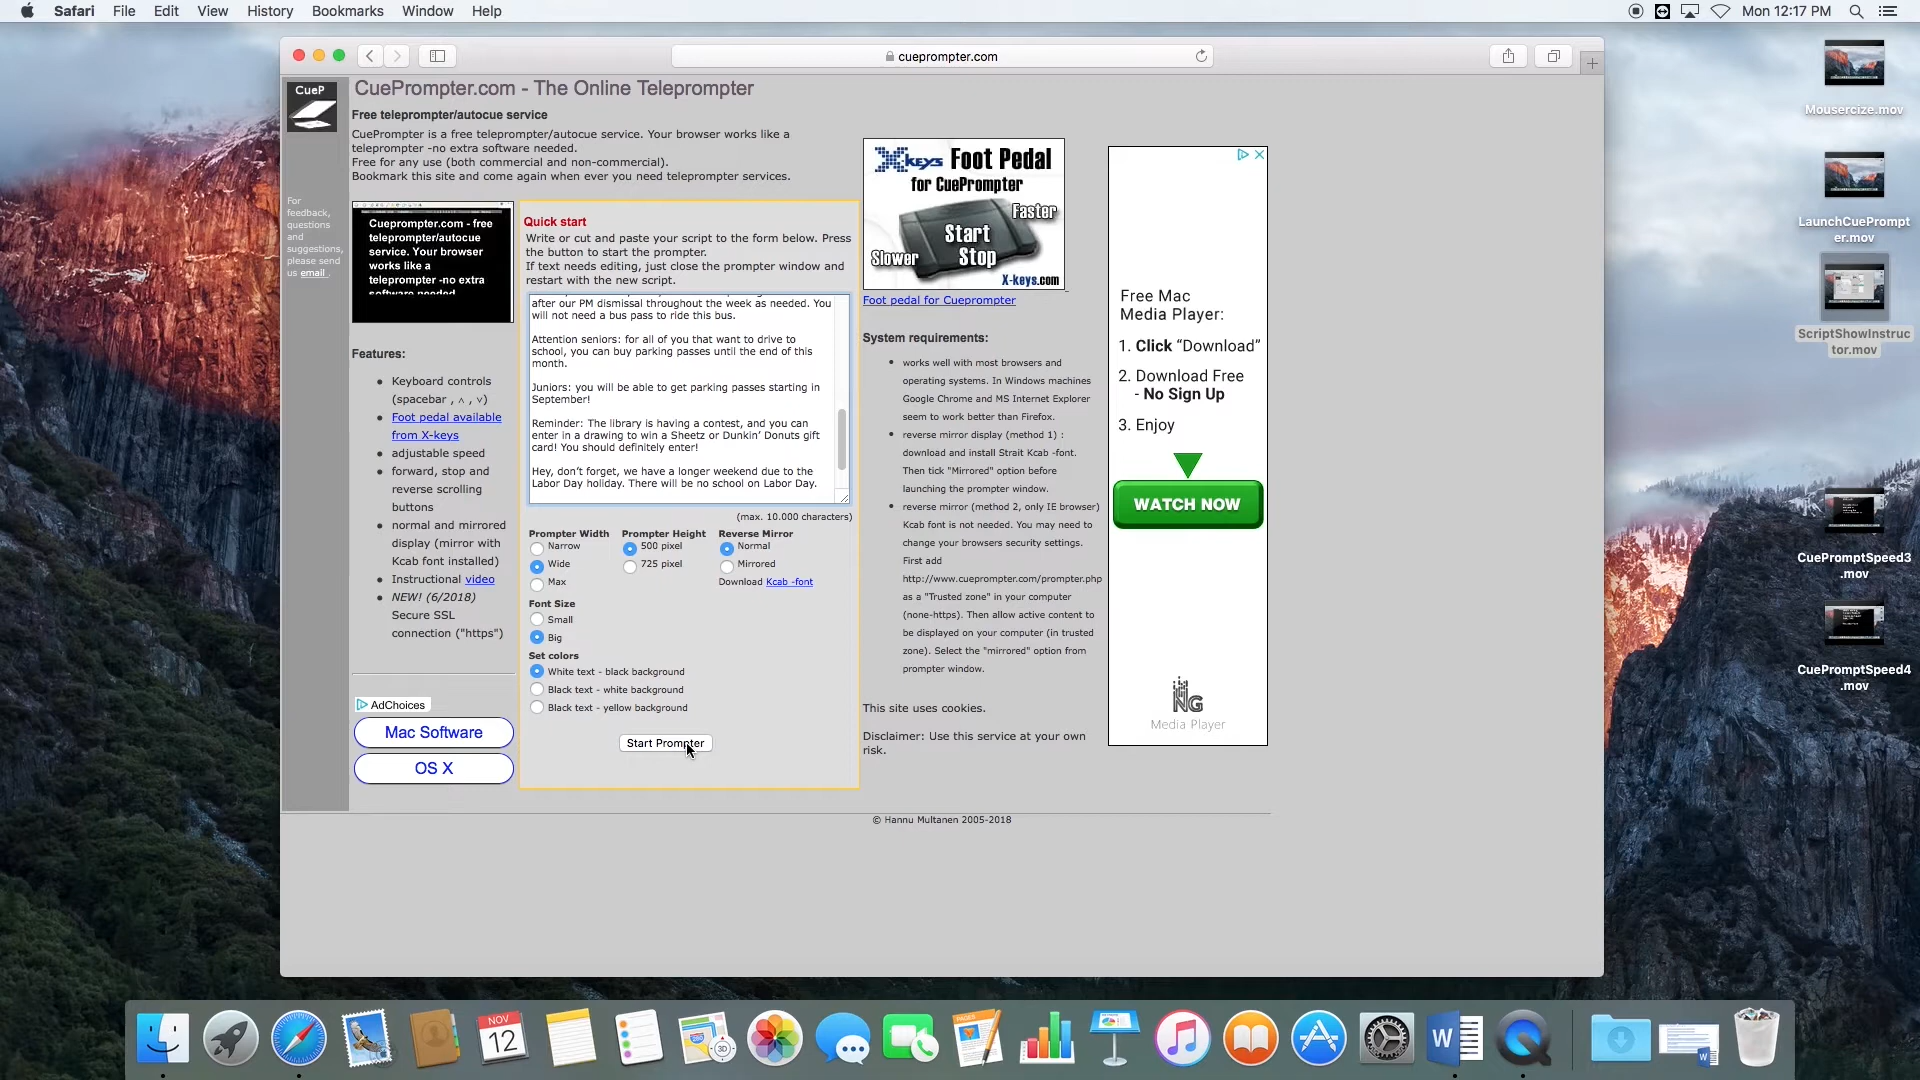 Safari File Edit View History Bookmarks Window Help
Mon 12:17 PM
cueprompter.com
CueP
CuePrompter.com - The Online Teleprompter
Free teleprompter/autocue service
CuePrompter is a free teleprompter/autocue service. Your browser works like a
teleprompter -no extra software needed.
Free for any use (both commercial and non-commercial).
Bookmark this site and come again when ever you need teleprompter services.
For
feedback,
questions
and
suggestions,
please send
us email .
Cueprompter.com - free
teleprompter/autocue
service. Your browser
works like a
teleprompter -no extra
software needed.
Features:
Keyboard controls
(spacebar , ˄ , ˅)
Foot pedal available
from X-keys
adjustable speed
forward, stop and
reverse scrolling
buttons
normal and mirrored
display (mirror with
Kcab font installed)
Instructional video
NEW! (6/2018)
Secure SSL
connection ("https")
AdChoices
Mac Software
OS X
Quick start
Write or cut and paste your script to the form below. Press
the button to start the prompter.
If text needs editing, just close the prompter window and
restart with the new script.
after our PM dismissal throughout the week as needed. You
will not need a bus pass to ride this bus.
Attention seniors: for all of you that want to drive to
school, you can buy parking passes until the end of this
month.
Juniors: you will be able to get parking passes starting in
September!
Reminder: The library is having a contest, and you can
enter in a drawing to win a Sheetz or Dunkin’ Donuts gift
card! You should definitely enter!
Hey, don’t forget, we have a longer weekend due to the
Labor Day holiday. There will be no school on Labor Day.
(max. 10.000 characters)
Prompter Width Prompter Height Reverse Mirror
Narrow 500 pixel Normal
Wide 725 pixel Mirrored
Max Download Kcab -font
Font Size
Small
Big
Set colors
White text - black background
Black text - white background
Black text - yellow background
Start Prompter
X-keys Foot Pedal
for CuePrompter
Faster
Start
Stop
Slower
X-keys.com
Foot pedal for Cueprompter
System requirements:
works well with most browsers and
operating systems. In Windows machines
Google Chrome and MS Internet Explorer
seem to work better than Firefox.
reverse mirror display (method 1) :
download and install Strait Kcab -font.
Then tick "Mirrored" option before
launching the prompter window.
reverse mirror (method 2, only IE browser)
Kcab font is not needed. You may need to
change your browsers security settings.
First add
http://www.cueprompter.com/prompter.php
as a "Trusted zone" in your computer
(none-https). Then allow active content to
be displayed on your computer (in trusted
zone). Select the "mirrored" option from
prompter window.
This site uses cookies.
Disclaimer: Use this service at your own
risk.
Free Mac
Media Player:
1. Click “Download”
2. Download Free
- No Sign Up
3. Enjoy
WATCH NOW
NG
Media Player
© Hannu Multanen 2005-2018
Mousercize.mov
LaunchCuePrompt
er.mov
ScriptShowInstruc
tor.mov
CuePromptSpeed3
.mov
CuePromptSpeed4
.mov
NOV
12
3D
PAGES
W
W